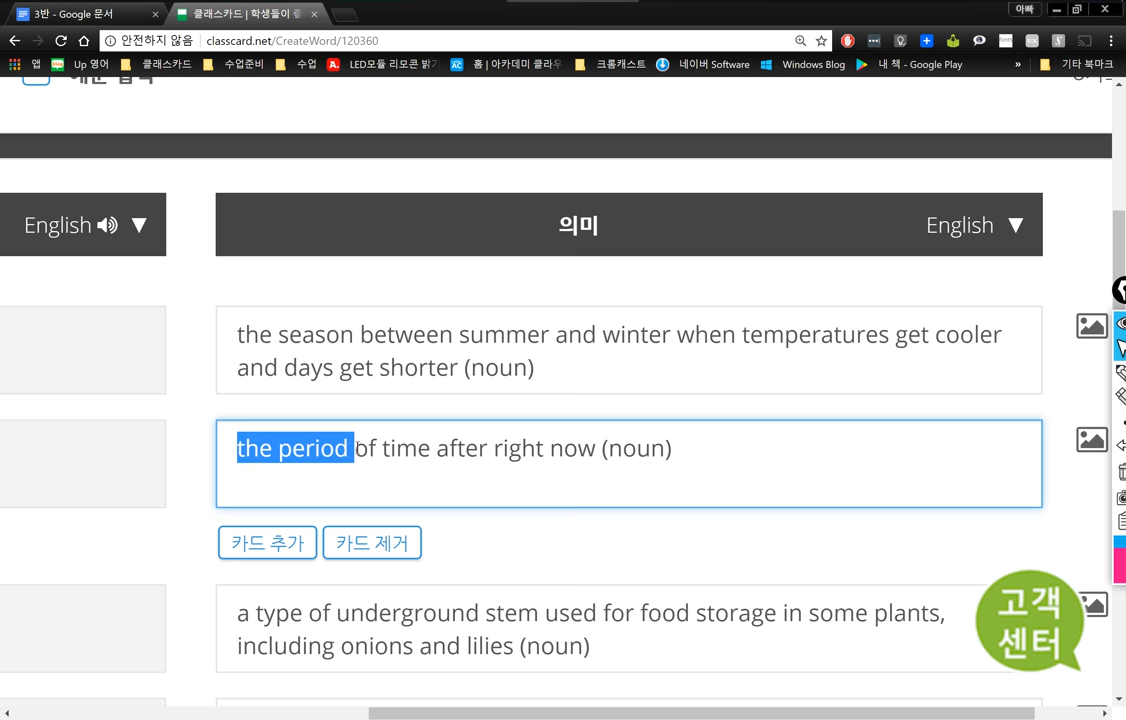 3반 - Google 문서
클래스카드 | 학생들이 줄
아빠
안전하지 않음
classcard.net/CreateWord/120360
앱
Up 영어
클래스카드
수업준비
수업
LED모듈 리모콘 밝기
홈 | 아카데미 클라우
크롬캐스트
네이버 Software
Windows Blog
내 책 - Google Play
»
기타 북마크
English
의미
English
the season between summer and winter when temperatures get cooler
and days get shorter (noun)
the period of time after right now (noun)
카드 추가
카드 제거
a type of underground stem used for food storage in some plants,
including onions and lilies (noun)
고객
센터